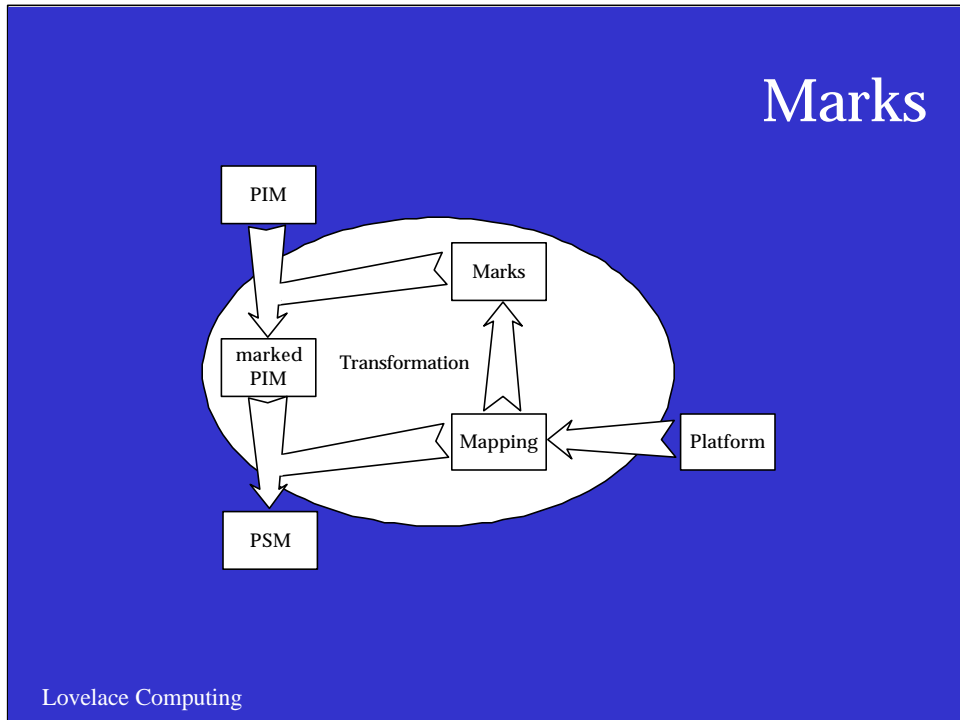 Marks
PIM
Marks
marked
PIM
Transformation
Mapping
Platform
PSM
Lovelace Computing